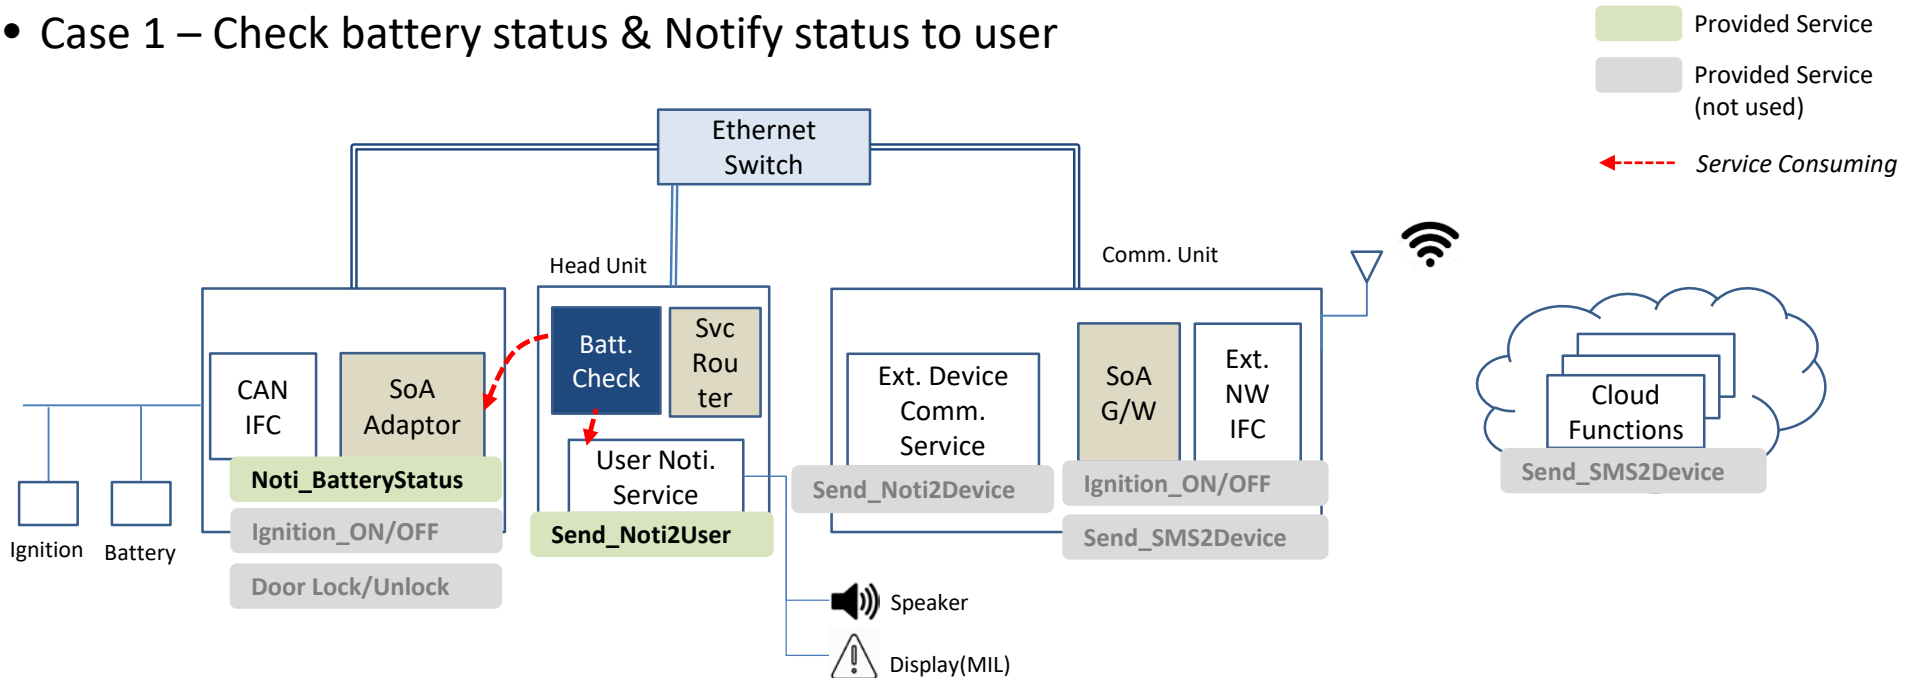 • Case 1 – Check battery status & Notify status to user
Provided Service
Provided Service
(not used)
Service Consuming
Ethernet
Switch
Head Unit
Comm. Unit
CAN
IFC
SoA
Adaptor
Noti_BatteryStatus
Ignition_ON/OFF
Door Lock/Unlock
Ignition
Battery
Batt.
Check
Svc
Rou
ter
User Noti.
Service
Send_Noti2User
Speaker
Display(MIL)
Ext. Device
Comm.
Service
Send_Noti2Device
SoA
G/W
Ext.
NW
IFC
Ignition_ON/OFF
Send_SMS2Device
Cloud
Functions
Send_SMS2Device